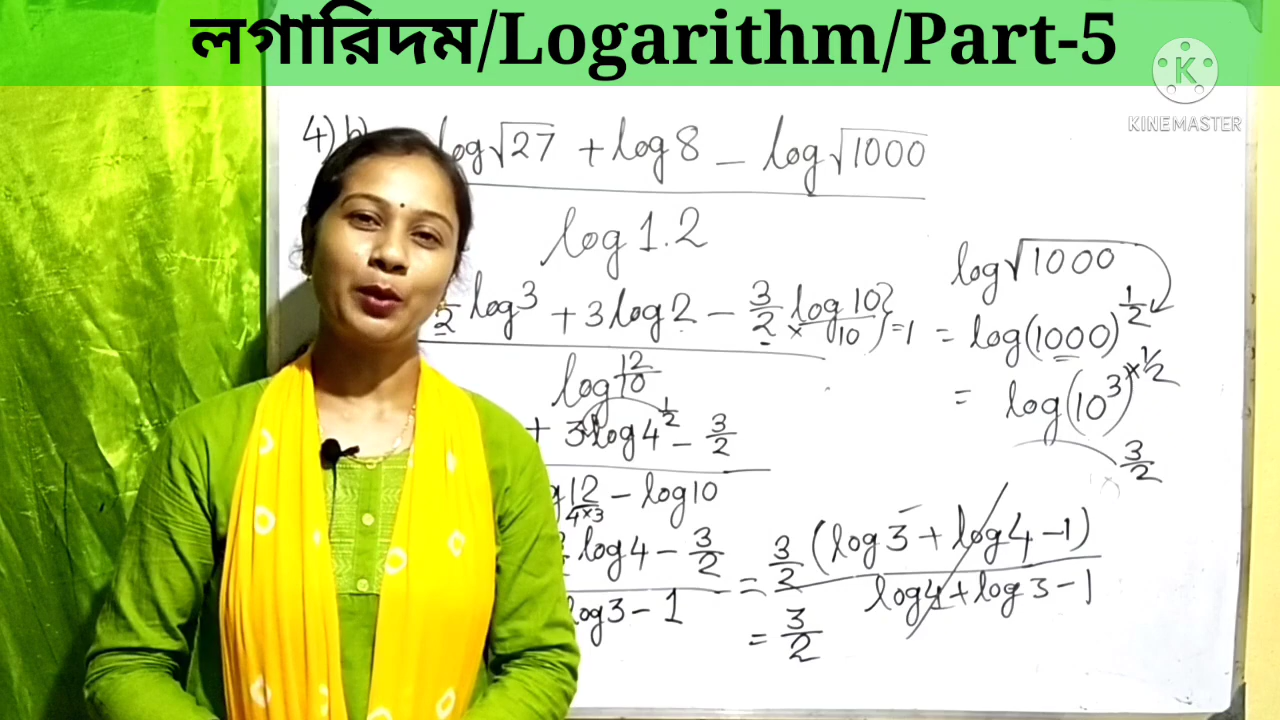 লগারিদম/Logarithm/Part-5
K
KINEMASTER
4) b) log√27 + log 8 − log√1000
log 1.2
2 log 3 + 3 log 2 − 3/2 × log 10/10 } = 1
log 12/10
+ 3 log 4^1/2 − 3/2
12/4×3 − log 10
log 4 − 3/2
log 3 − 1
log√1000
= log(1000)^1/2
= log(10^3)^×1/2
3/2
= 3/2 (log 3 + log 4 − 1)
log 4 + log 3 − 1
= 3/2